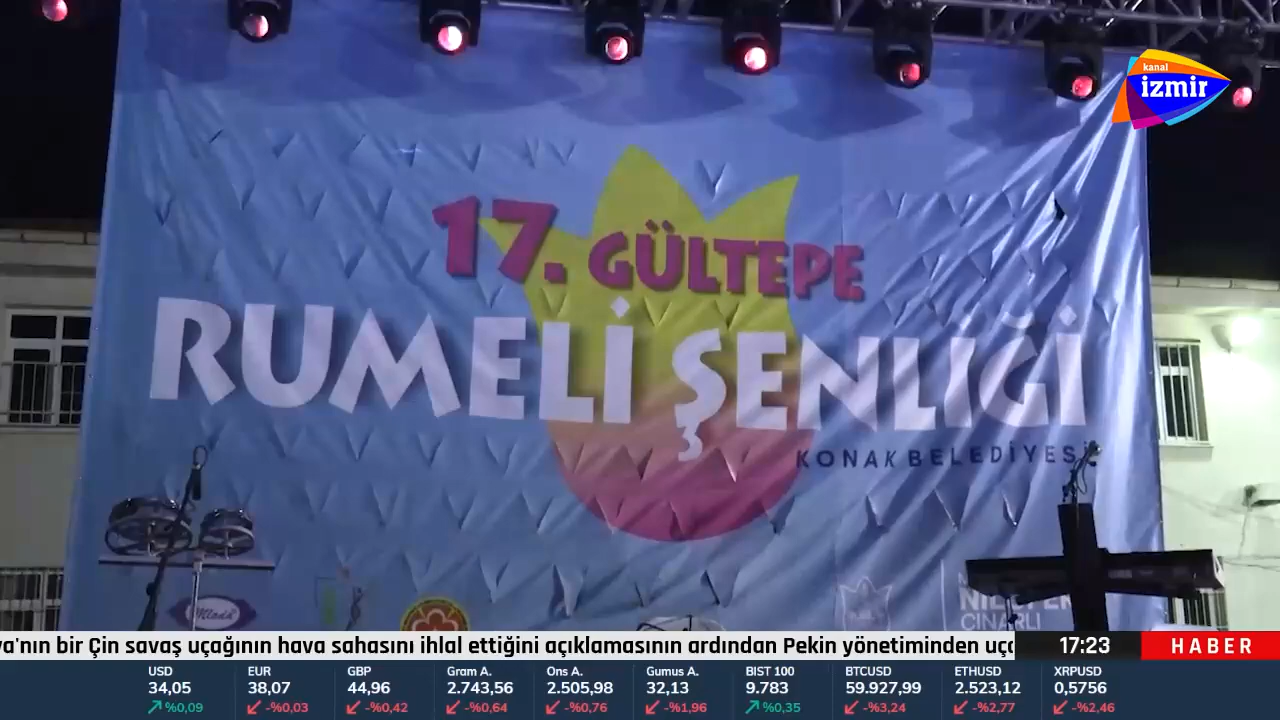 kanal
izmir
17. GÜLTEPE
RUMELİ ŞENLİĞİ
KONAK BELEDİYESİ
Mlada
ÇINARLI
a'nın bir Çin savaş uçağının hava sahasını ihlal ettiğini açıklamasının ardından Pekin yönetiminden
17:23
HABER
USD EUR GBP Gram A. Ons A. Gumus A. BIST 100 BTCUSD ETHUSD XRPUSD
34,05 38,07 44,96 2.743,56 2.505,98 32,13 9.783 59.927,99 2.523,12 0,5756
%0,09 -%0,03 -%0,42 -%0,64 -%0,76 -%1,96 %0,35 -%3,24 -%2,77 -%2,46